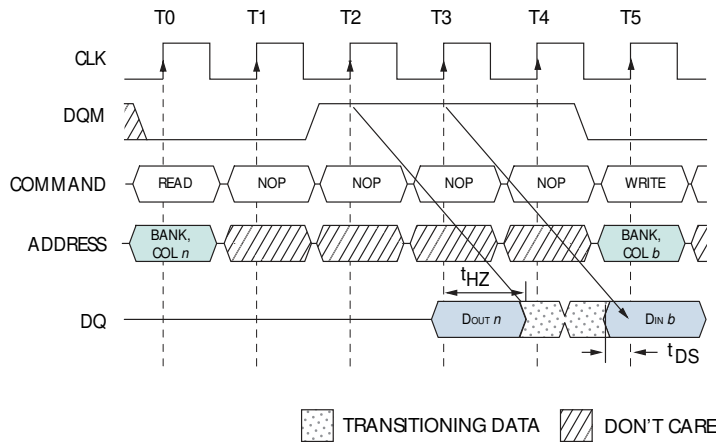 T0 T1 T2 T3 T4 T5
CLK
DQM
COMMAND READ NOP NOP NOP NOP WRITE
ADDRESS BANK, COL n BANK, COL b
tHZ
DQ DOUT n DIN b
tDS
TRANSITIONING DATA DON'T CARE